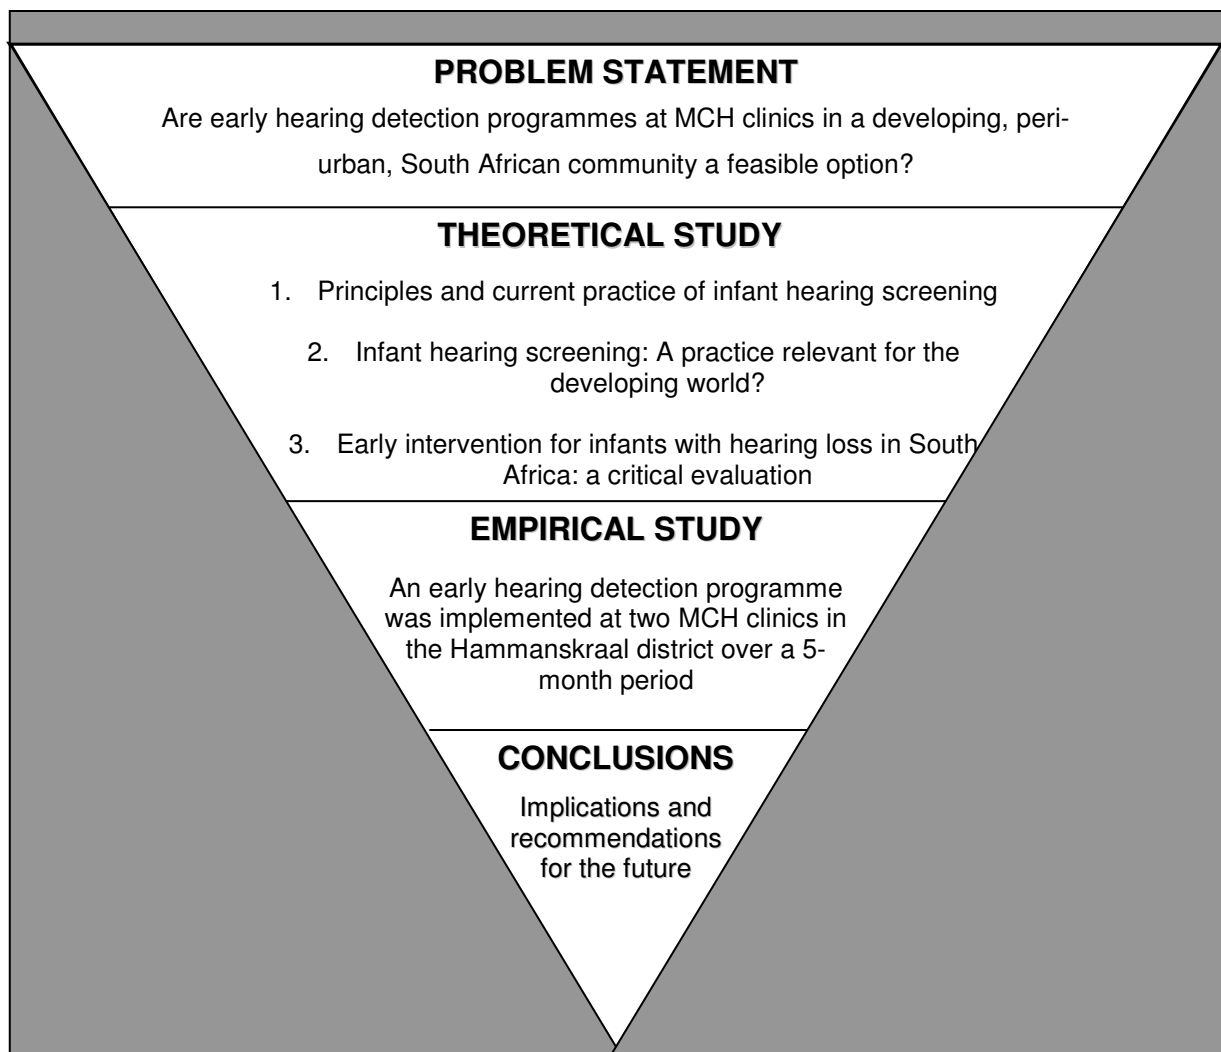 PROBLEM STATEMENT
Are early hearing detection programmes at MCH clinics in a developing, peri-
urban, South African community a feasible option?
THEORETICAL STUDY
1. Principles and current practice of infant hearing screening
2. Infant hearing screening: A practice relevant for the
developing world?
3. Early intervention for infants with hearing loss in South
Africa: a critical evaluation
EMPIRICAL STUDY
An early hearing detection programme
was implemented at two MCH clinics in
the Hammanskraal district over a 5-
month period
CONCLUSIONS
Implications and
recommendations
for the future